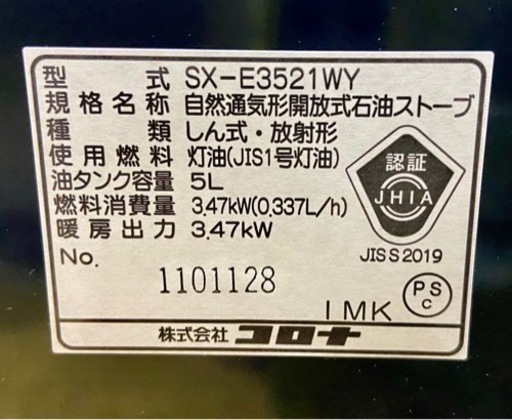 型式 SX-E3521WY
規格名称 自然通気形開放式石油ストーブ
種類 しん式・放射形
使用燃料 灯油(JIS1号灯油)
油タンク容量 5L
燃料消費量 3.47kW(0.337L/h)
暖房出力 3.47kW
認証
JHIA
JIS S 2019
No. 1101128
IMK
PS
C
株式会社 コロナ